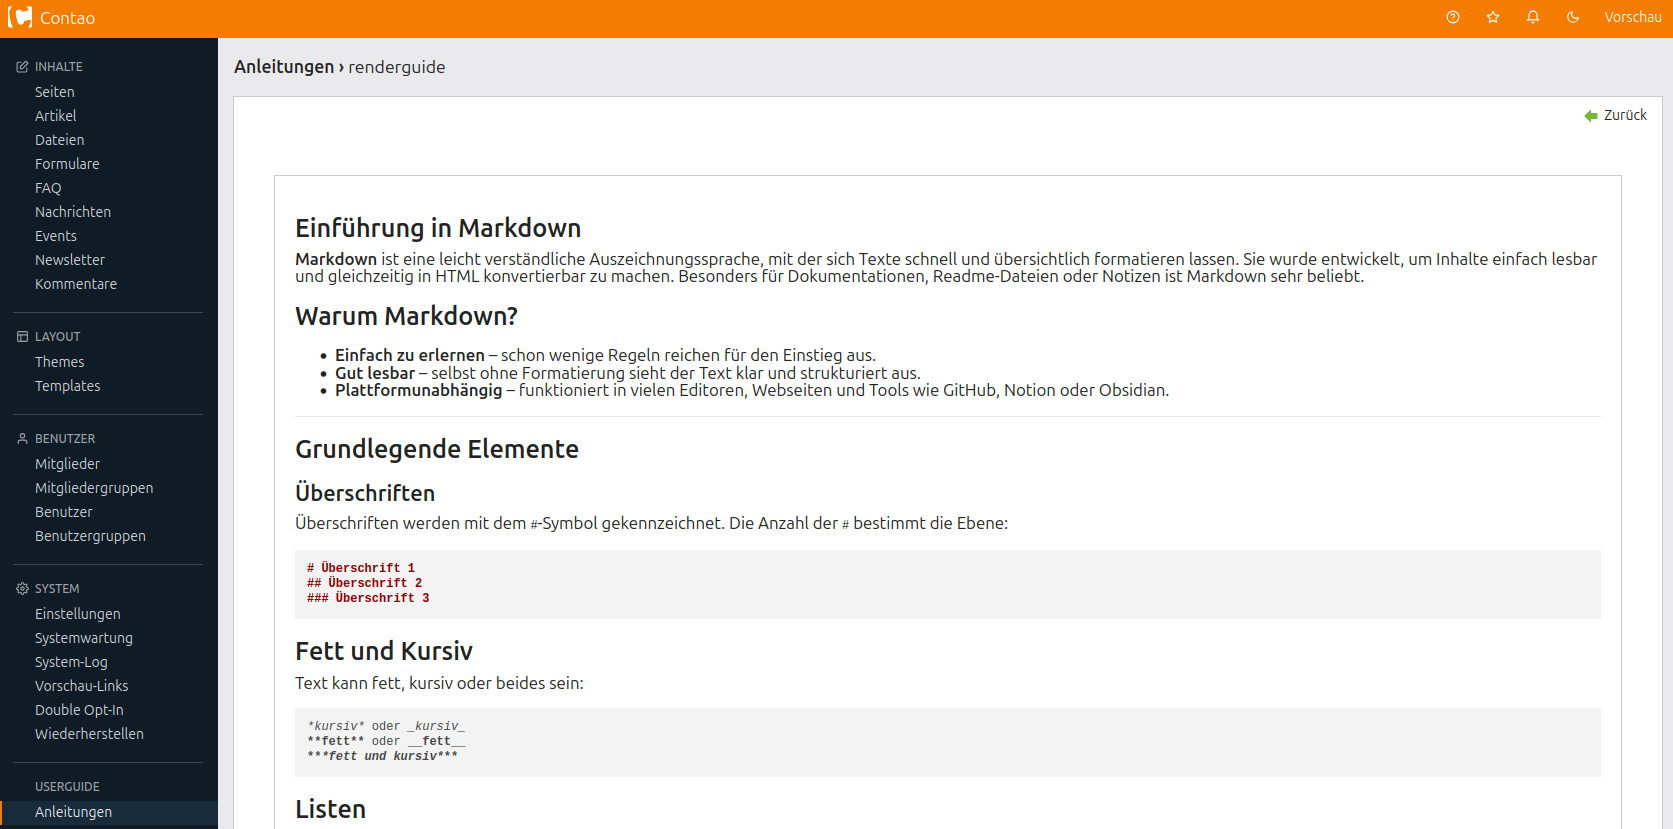 Contao
Vorschau
INHALTE
Seiten
Artikel
Dateien
Formulare
FAQ
Nachrichten
Events
Newsletter
Kommentare
LAYOUT
Themes
Templates
BENUTZER
Mitglieder
Mitgliedergruppen
Benutzer
Benutzergruppen
SYSTEM
Einstellungen
Systemwartung
System-Log
Vorschau-Links
Double Opt-In
Wiederherstellen
USERGUIDE
Anleitungen
Anleitungen › renderguide
Zurück
Einführung in Markdown
Markdown ist eine leicht verständliche Auszeichnungssprache, mit der sich Texte schnell und übersichtlich formatieren lassen. Sie wurde entwickelt, um Inhalte einfach lesbar
und gleichzeitig in HTML konvertierbar zu machen. Besonders für Dokumentationen, Readme-Dateien oder Notizen ist Markdown sehr beliebt.
Warum Markdown?
• Einfach zu erlernen – schon wenige Regeln reichen für den Einstieg aus.
• Gut lesbar – selbst ohne Formatierung sieht der Text klar und strukturiert aus.
• Plattformunabhängig – funktioniert in vielen Editoren, Webseiten und Tools wie GitHub, Notion oder Obsidian.
Grundlegende Elemente
Überschriften
Überschriften werden mit dem #-Symbol gekennzeichnet. Die Anzahl der # bestimmt die Ebene:
# Überschrift 1
## Überschrift 2
### Überschrift 3
Fett und Kursiv
Text kann fett, kursiv oder beides sein:
*kursiv* oder _kursiv_
**fett** oder __fett__
***fett und kursiv***
Listen